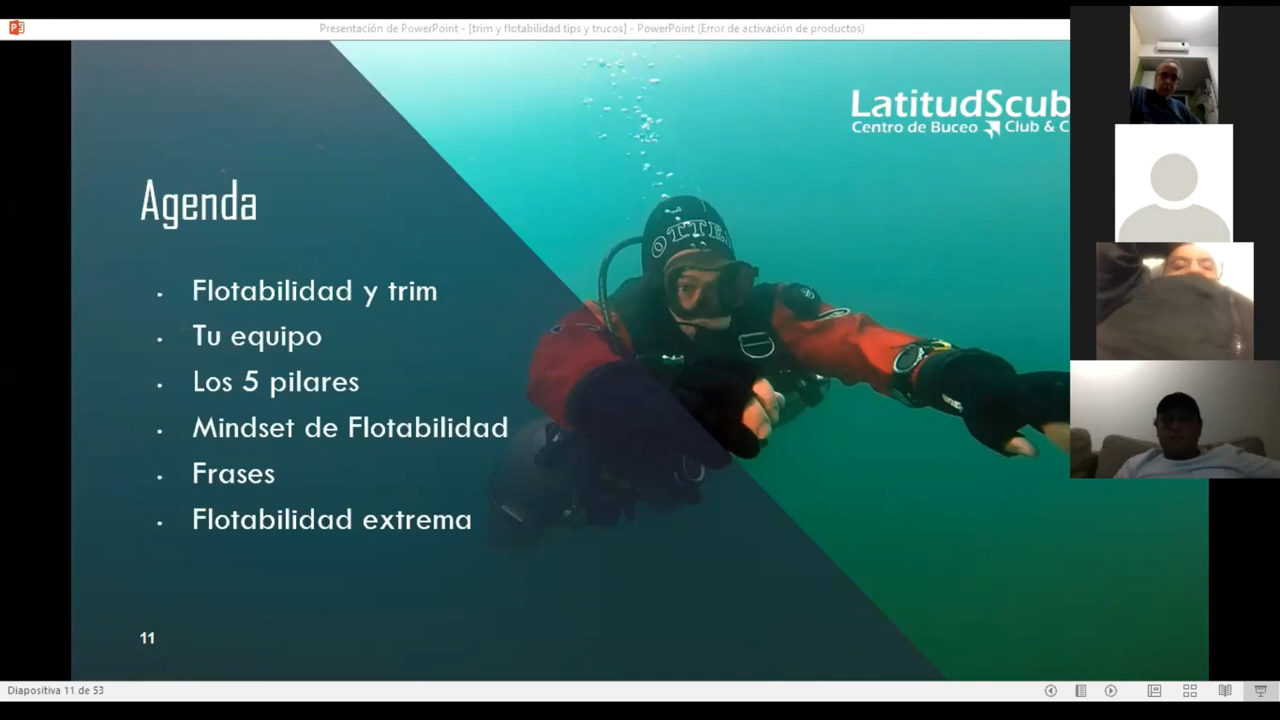 Presentación de PowerPoint - [trim y flotabilidad tips y trucos] - PowerPoint (Error de activación de productos)
LatitudScub
Centro de Buceo Club & C
OTTE
Agenda
Flotabilidad y trim
Tu equipo
Los 5 pilares
Mindset de Flotabilidad
Frases
Flotabilidad extrema
11
Diapositiva 11 de 53